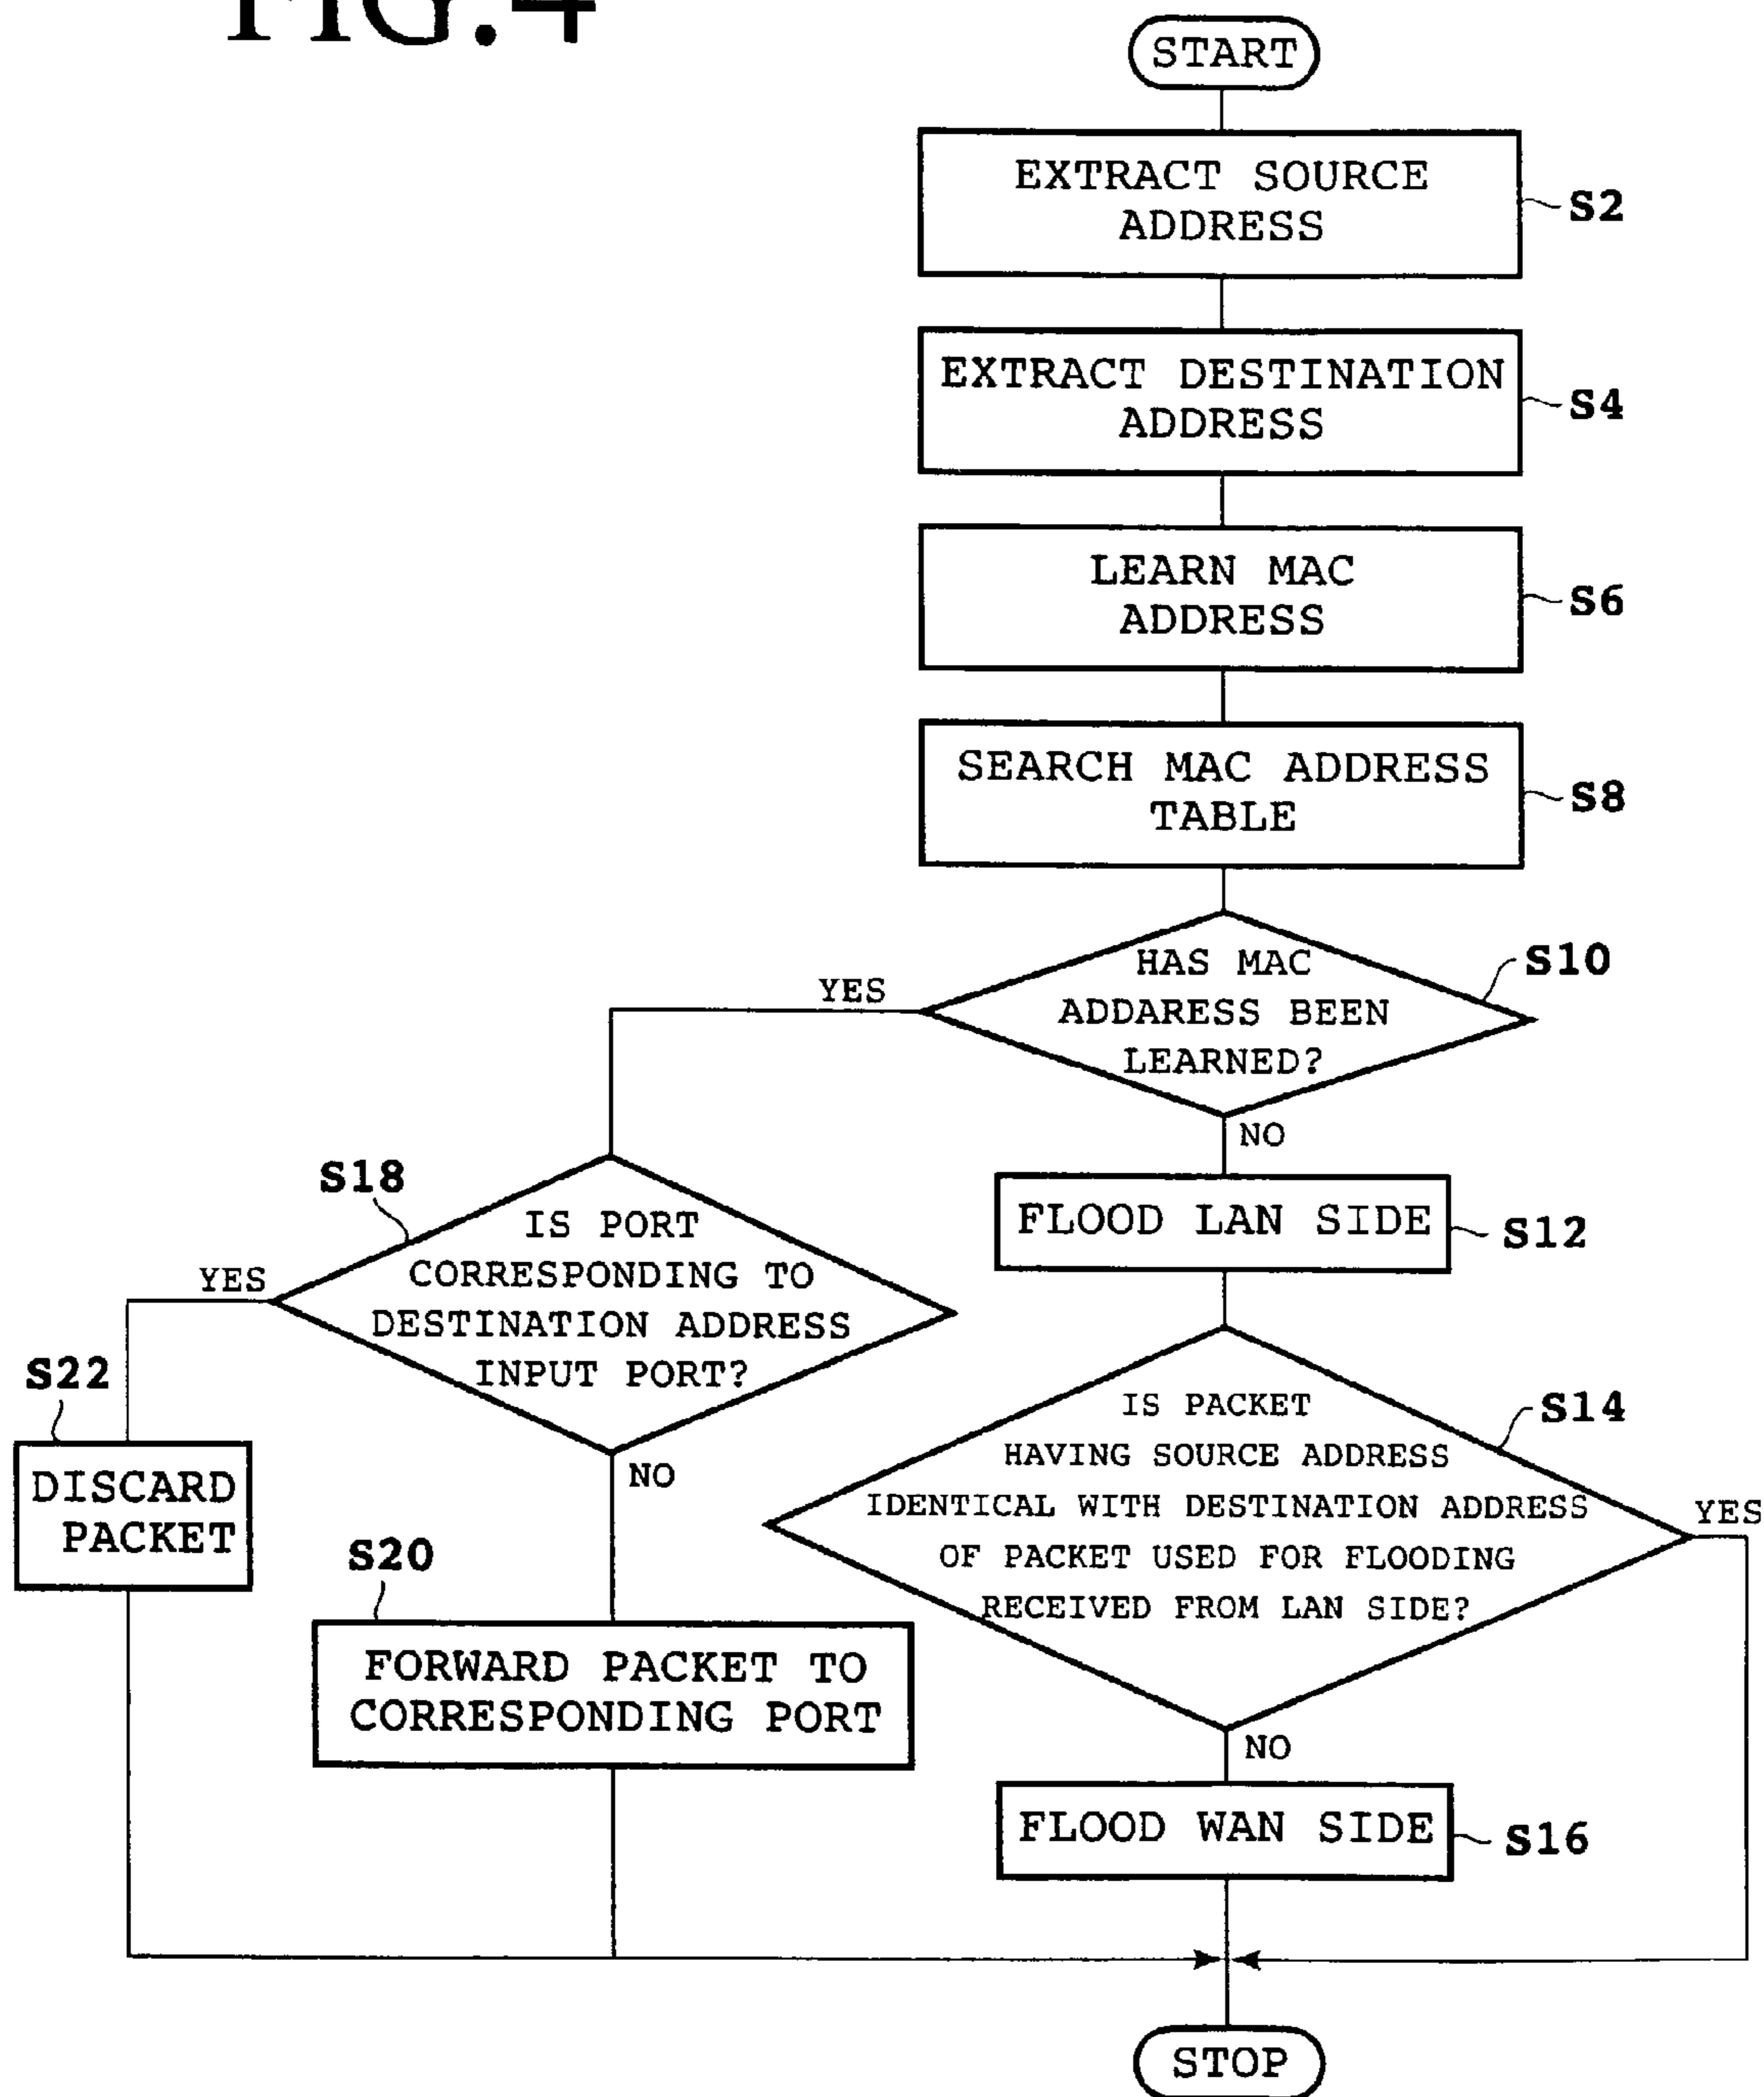 FIG.4
START
EXTRACT SOURCE
ADDRESS
S2
EXTRACT DESTINATION
ADDRESS
S4
LEARN MAC
ADDRESS
S6
SEARCH MAC ADDRESS
TABLE
S8
HAS MAC
ADDARESS BEEN
LEARNED?
S10
YES
NO
FLOOD LAN SIDE
S12
S18
IS PORT
CORRESPONDING TO
DESTINATION ADDRESS
INPUT PORT?
YES
NO
S22
DISCARD
PACKET
S20
FORWARD PACKET TO
CORRESPONDING PORT
IS PACKET
HAVING SOURCE ADDRESS
IDENTICAL WITH DESTINATION ADDRESS
OF PACKET USED FOR FLOODING
RECEIVED FROM LAN SIDE?
S14
YES
NO
FLOOD WAN SIDE
S16
STOP